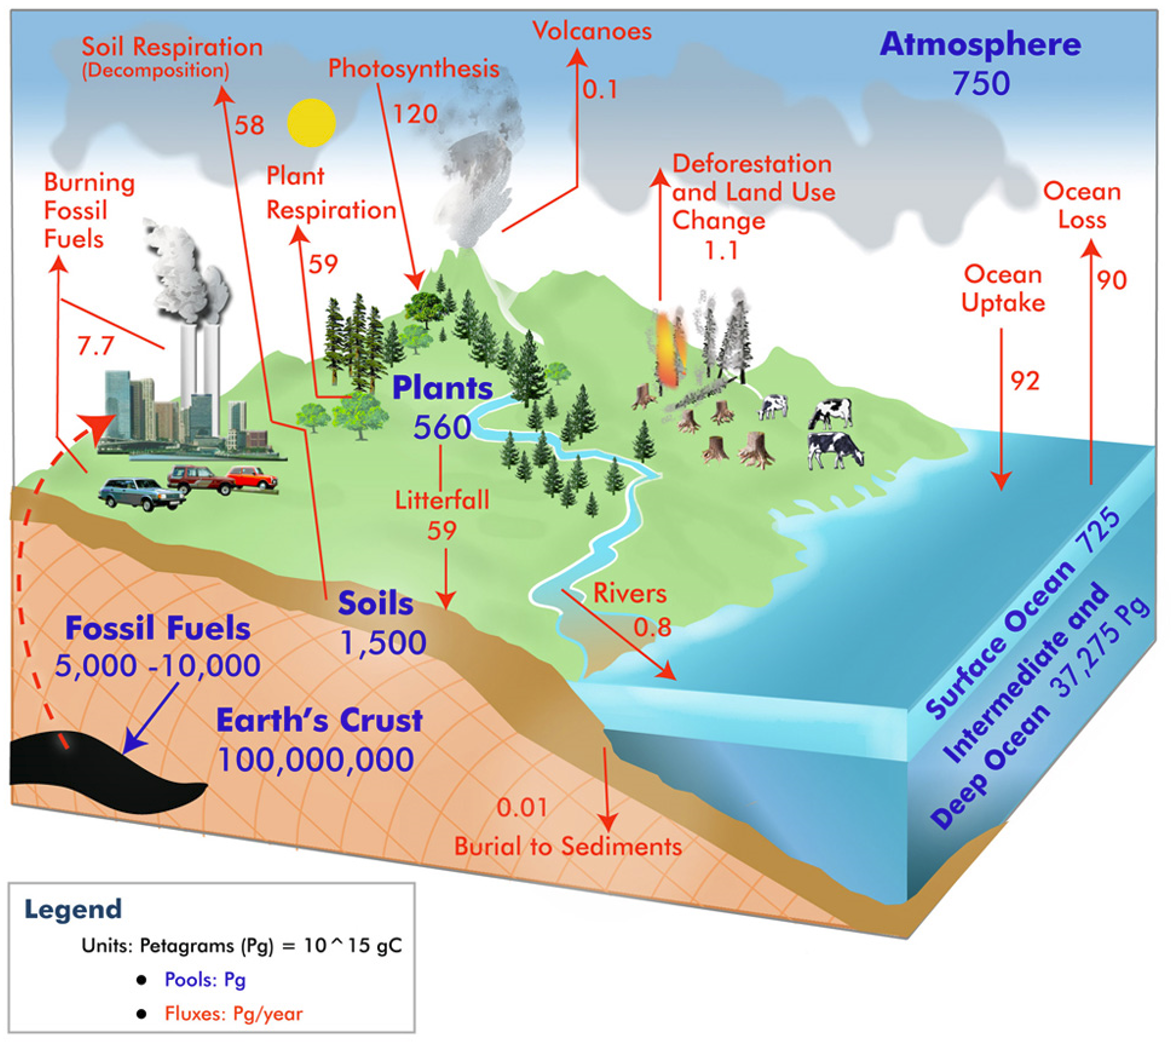 Soil Respiration
(Decomposition)
58
Photosynthesis
120
Volcanoes
0.1
Atmosphere
750
Burning
Fossil
Fuels
7.7
Plant
Respiration
59
Deforestation
and Land Use
Change
1.1
Ocean
Loss
90
Ocean
Uptake
92
Plants
560
Litterfall
59
Rivers
0.8
Soils
1,500
Fossil Fuels
5,000 -10,000
Earth's Crust
100,000,000
0.01
Burial to Sediments
Surface Ocean 725
Intermediate and
Deep Ocean 37,275 Pg
Legend
Units: Petagrams (Pg) = 10^15 gC
● Pools: Pg
● Fluxes: Pg/year